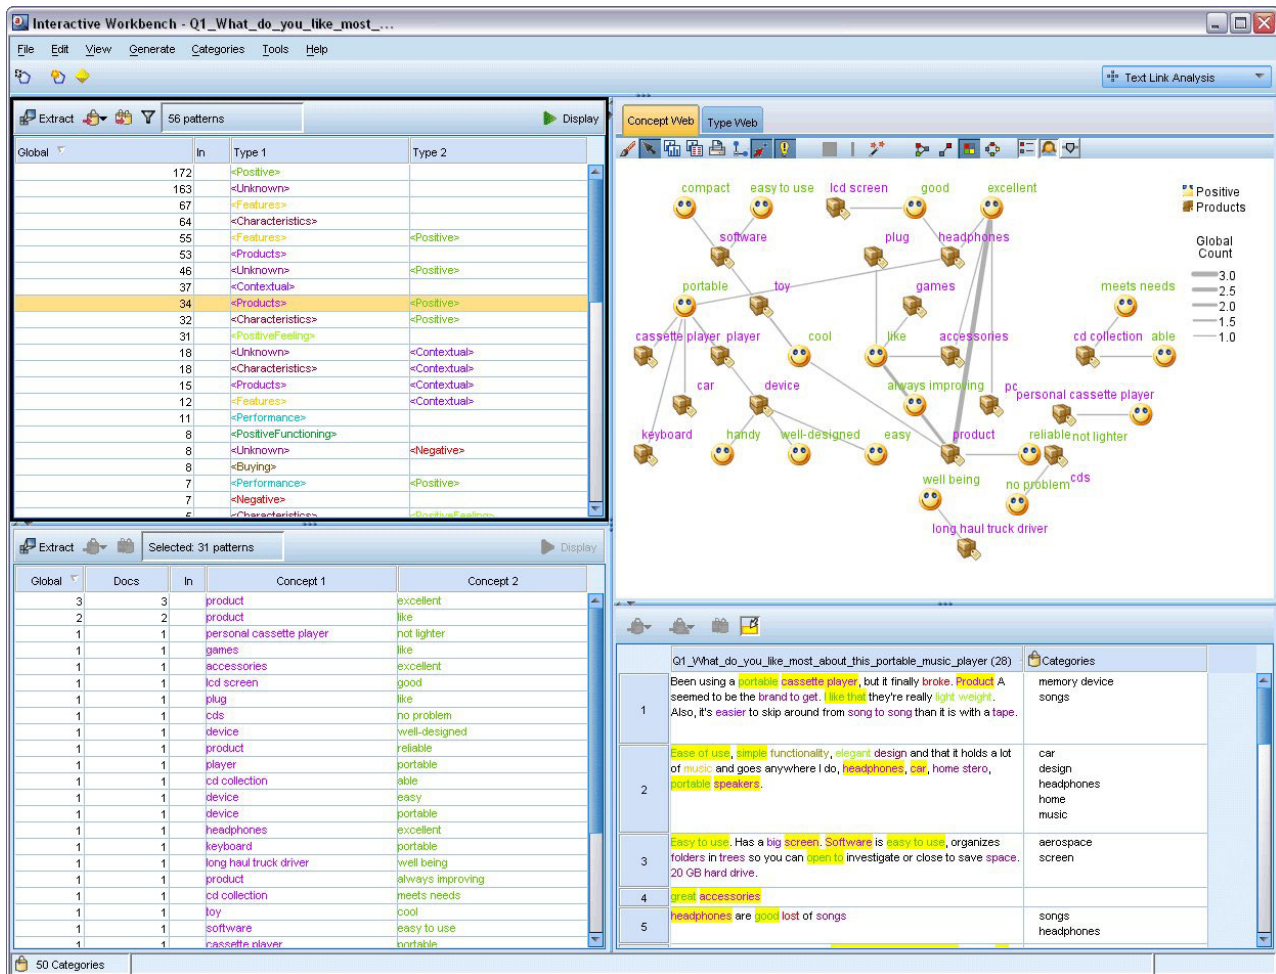 Interactive Workbench - Q1_What_do_you_like_most_...
File Edit View Generate Categories Tools Help
Text Link Analysis
Extract 56 patterns Display
Global In Type 1 Type 2
172 <Positive>
163 <Unknown>
67 <Features>
64 <Characteristics>
55 <Features> <Positive>
53 <Products>
46 <Unknown> <Positive>
37 <Contextual>
34 <Products> <Positive>
32 <Characteristics> <Positive>
31 <PositiveFeeling>
18 <Unknown> <Contextual>
18 <Characteristics> <Contextual>
15 <Products> <Contextual>
12 <Features> <Contextual>
11 <Performance>
8 <PositiveFunctioning>
8 <Unknown> <Negative>
8 <Buying>
7 <Performance> <Positive>
7 <Negative>
5 <Characteristics> <PositiveFeeling>
Extract Selected: 31 patterns Display
Global Docs In Concept 1 Concept 2
3 3 product excellent
2 2 product like
1 1 personal cassette player not lighter
1 1 games like
1 1 accessories excellent
1 1 lcd screen good
1 1 plug like
1 1 cds no problem
1 1 device well-designed
1 1 product reliable
1 1 player portable
1 1 cd collection able
1 1 device easy
1 1 device portable
1 1 headphones excellent
1 1 keyboard portable
1 1 long haul truck driver well being
1 1 product always improving
1 1 cd collection meets needs
1 1 toy cool
1 1 software easy to use
1 1 cassette player portable
50 Categories
Concept Web Type Web
compact easy to use lcd screen good excellent
software plug headphones
portable toy games meets needs
cassette player player cool like accessories cd collection able
car device always improving pc personal cassette player
keyboard handy well-designed easy product reliable not lighter
well being no problem cds
long haul truck driver
Positive
Products
Global
Count
3.0
2.5
2.0
1.5
1.0
Q1_What_do_you_like_most_about_this_portable_music_player (28) Categories
1
Been using a portable cassette player, but it finally broke. Product A
seemed to be the brand to get. I like that they're really light weight.
Also, it's easier to skip around from song to song than it is with a tape.
memory device
songs
2
Ease of use, simple functionality, elegant design and that it holds a lot
of music and goes anywhere I do, headphones, car, home stero,
portable speakers.
car
design
headphones
home
music
3
Easy to use. Has a big screen. Software is easy to use, organizes
folders in trees so you can open to investigate or close to save space.
20 GB hard drive.
aerospace
screen
4
great accessories
5
headphones are good lost of songs
songs
headphones